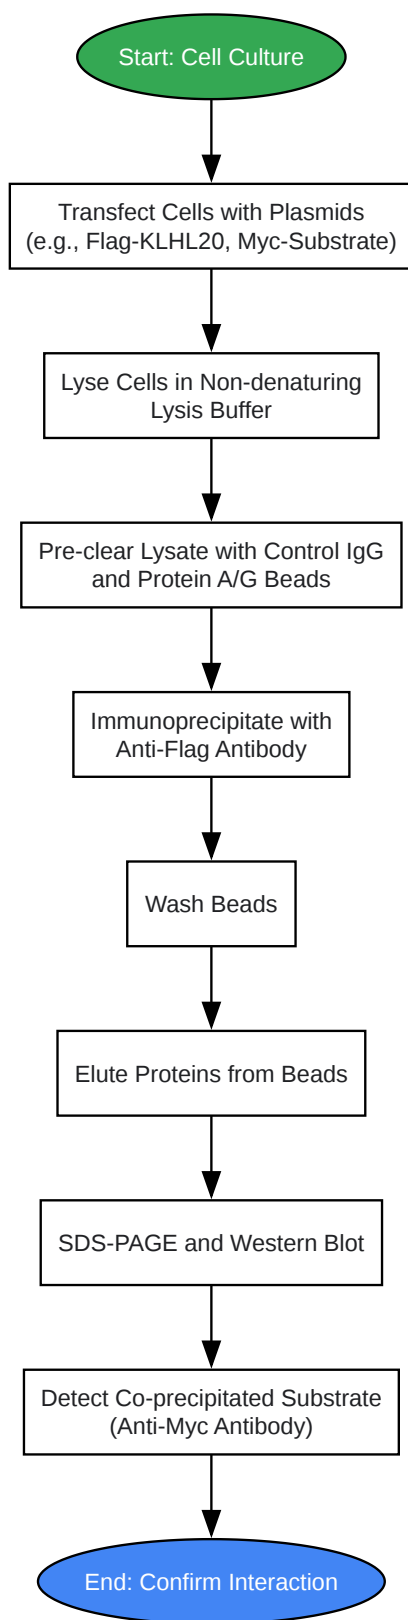 Start: Cell Culture
Transfect Cells with Plasmids
(e.g., Flag-KLHL20, Myc-Substrate)
Lyse Cells in Non-denaturing
Lysis Buffer
Pre-clear Lysate with Control IgG
and Protein A/G Beads
Immunoprecipitate with
Anti-Flag Antibody
Wash Beads
Elute Proteins from Beads
SDS-PAGE and Western Blot
Detect Co-precipitated Substrate
(Anti-Myc Antibody)
End: Confirm Interaction